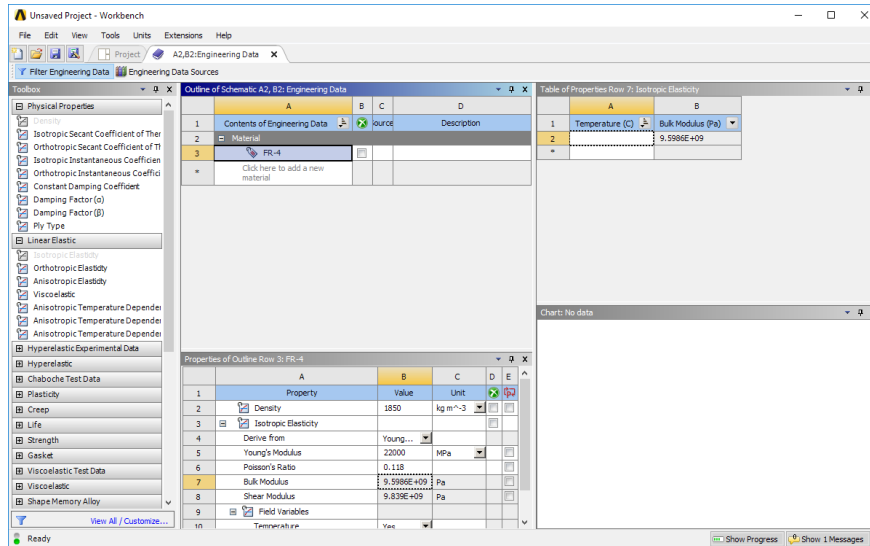 Unsaved Project - Workbench
File Edit View Tools Units Extensions Help
Project A2,B2:Engineering Data X
Filter Engineering Data Engineering Data Sources
Toolbox
Physical Properties
Density
Isotropic Secant Coefficient of Ther
Orthotropic Secant Coefficient of Th
Isotropic Instantaneous Coefficien
Orthotropic Instantaneous Coeffici
Constant Damping Coefficient
Damping Factor (α)
Damping Factor (β)
Ply Type
Linear Elastic
Isotropic Elasticity
Orthotropic Elasticity
Anisotropic Elasticity
Viscoelastic
Anisotropic Temperature Depender
Anisotropic Temperature Depender
Anisotropic Temperature Depender
Hyperelastic Experimental Data
Hyperelastic
Chaboche Test Data
Plasticity
Creep
Life
Strength
Gasket
Viscoelastic Test Data
Viscoelastic
Shape Memory Alloy
View All / Customize...
Outline of Schematic A2, B2: Engineering Data
A B C D
1 Contents of Engineering Data ource Description
2 Material
3 FR-4
* Click here to add a new
material
Properties of Outline Row 3: FR-4
A B C D E
1 Property Value Unit
2 Density 1850 kg m^-3
3 Isotropic Elasticity
4 Derive from Young...
5 Young's Modulus 22000 MPa
6 Poisson's Ratio 0.118
7 Bulk Modulus 9.5986E+09 Pa
8 Shear Modulus 9.839E+09 Pa
9 Field Variables
10 Temperature Yes
Table of Properties Row 7: Isotropic Elasticity
A B
1 Temperature (C) Bulk Modulus (Pa)
2 9.5986E+09
*
Chart: No data
Ready
Show Progress Show 1 Messages